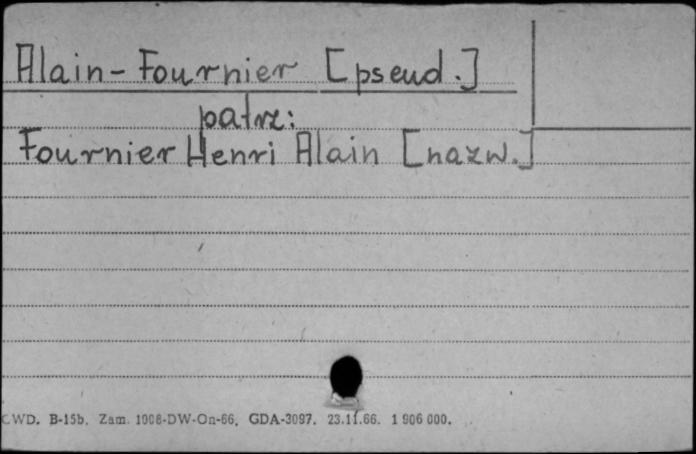 Alain-Fournier [pseud.]
patrz:
Fournier Henri Alain [nazw.]
CWD. B-15b. Zam. 1008-DW-On-66. GDA-3097. 23.11.66. 1 906 000.